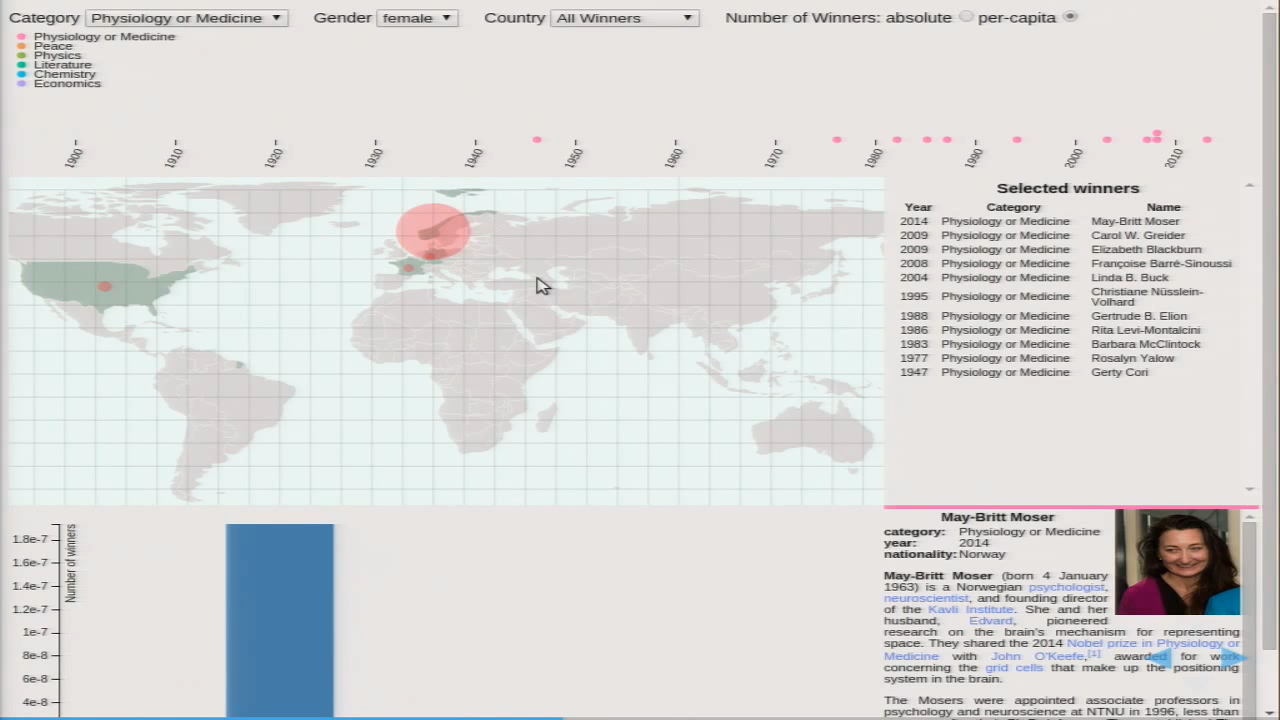 Category Physiology or Medicine Gender female Country All Winners Number of Winners: absolute per-capita
Physiology or Medicine
Peace
Physics
Literature
Chemistry
Economics
1900 1910 1920 1930 1940 1950 1960 1970 1980 1990 2000 2010
Selected winners
Year Category Name
2014 Physiology or Medicine May-Britt Moser
2009 Physiology or Medicine Carol W. Greider
2009 Physiology or Medicine Elizabeth Blackburn
2008 Physiology or Medicine Françoise Barré-Sinoussi
2004 Physiology or Medicine Linda B. Buck
1995 Physiology or Medicine Christiane Nüsslein-
Volhard
1988 Physiology or Medicine Gertrude B. Elion
1986 Physiology or Medicine Rita Levi-Montalcini
1983 Physiology or Medicine Barbara McClintock
1977 Physiology or Medicine Rosalyn Yalow
1947 Physiology or Medicine Gerty Cori
Number of winners
1.8e-7
1.6e-7
1.4e-7
1.2e-7
1e-7
8e-8
6e-8
4e-8
May-Britt Moser
category: Physiology or Medicine
year: 2014
nationality: Norway
May-Britt Moser (born 4 January
1963) is a Norwegian psychologist,
neuroscientist, and founding director
of the Kavli Institute. She and her
husband, Edvard, pioneered
research on the brain's mechanism for representing
space. They shared the 2014 Nobel prize in Physiology or
Medicine with John O'Keefe,[1] awarded for work
concerning the grid cells that make up the positioning
system in the brain.
The Mosers were appointed associate professors in
psychology and neuroscience at NTNU in 1996, less than